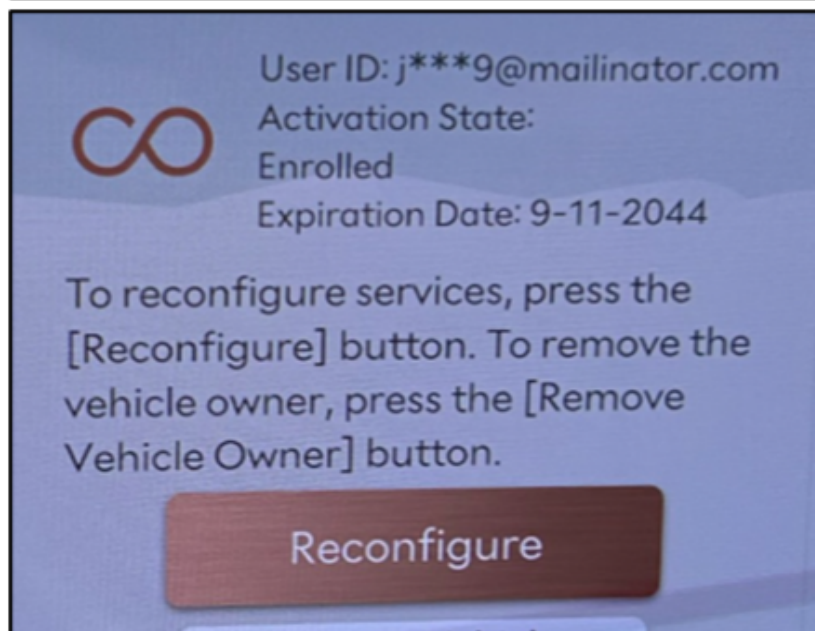 User ID: j***9@mailinator.com
Activation State:
Enrolled
Expiration Date: 9-11-2044
To reconfigure services, press the
[Reconfigure] button. To remove the
vehicle owner, press the [Remove
Vehicle Owner] button.
Reconfigure